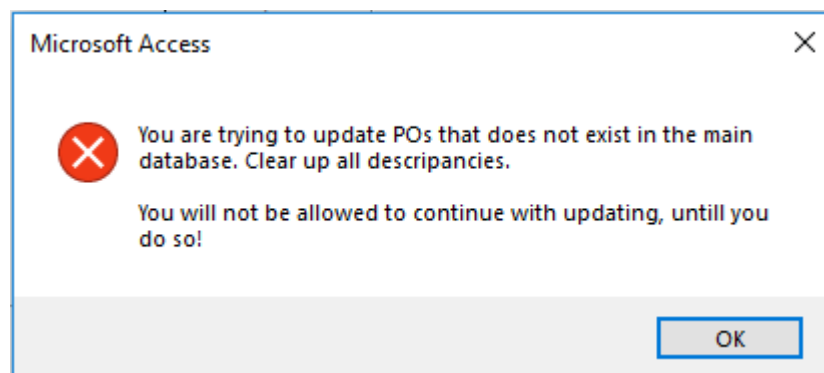 Microsoft Access
You are trying to update POs that does not exist in the main
database. Clear up all descripancies.
You will not be allowed to continue with updating, untill you
do so!
OK